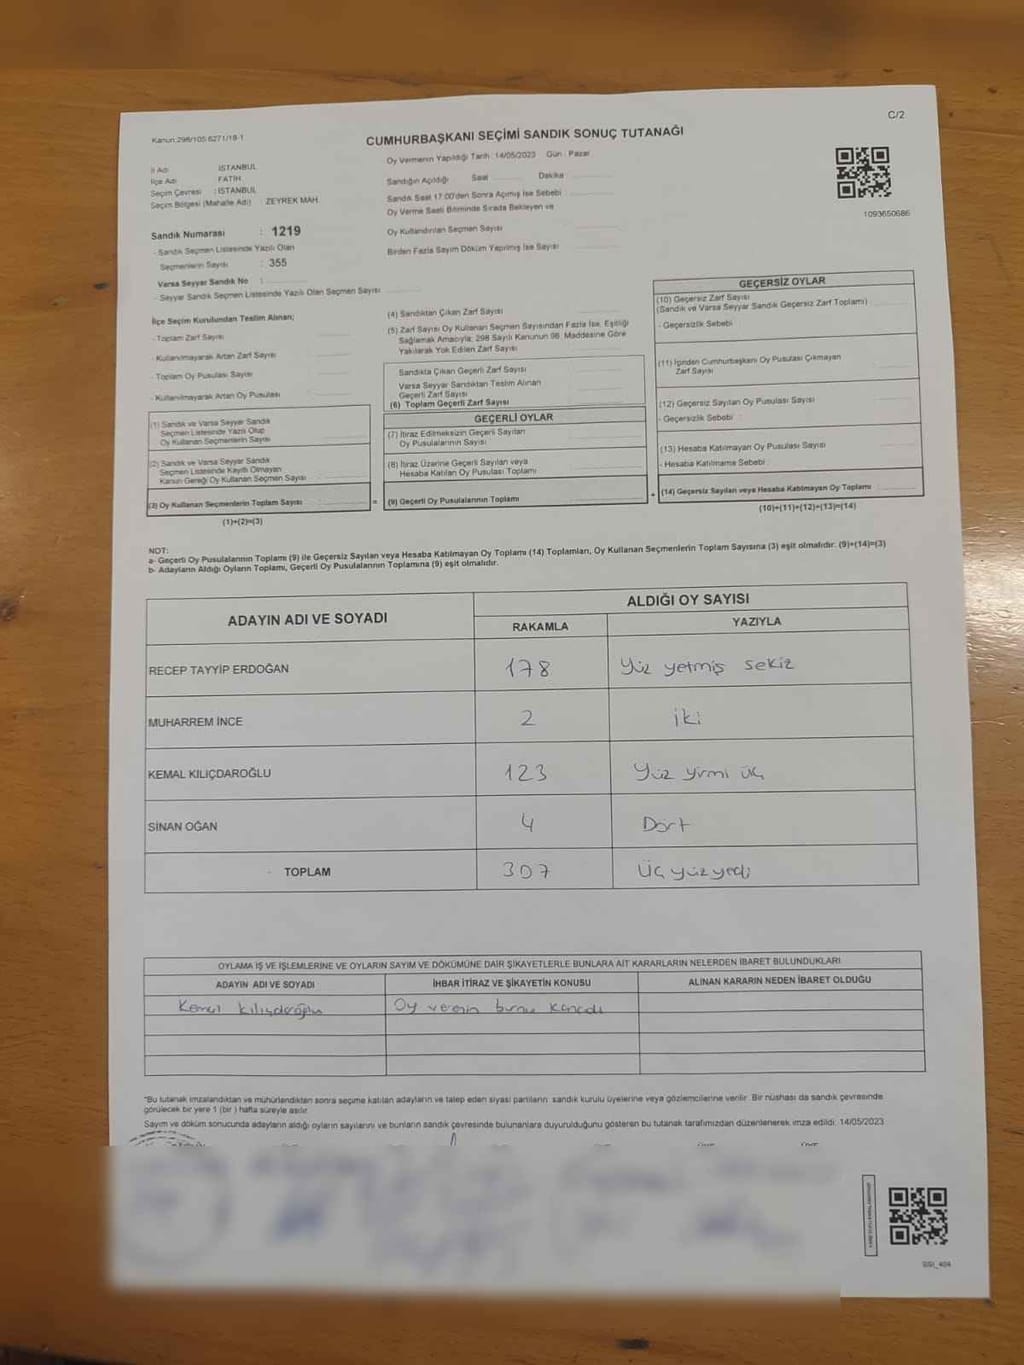 C/2
Kanun:298/105 6271/18-1
CUMHURBAŞKANI SEÇİMİ SANDIK SONUÇ TUTANAĞI
İl Adı : İSTANBUL
İlçe Adı : FATİH
Seçim Çevresi : İSTANBUL
Seçim Bölgesi (Mahalle Adı) : ZEYREK MAH.
Sandık Numarası : 1219
- Sandık Seçmen Listesinde Yazılı Olan
Seçmenlerin Sayısı : 355
Varsa Seyyar Sandık No :
- Seyyar Sandık Seçmen Listesinde Yazılı Olan Seçmen Sayısı
Oy Vermenin Yapıldığı Tarih: 14/05/2023 Gün : Pazar
Sandığın Açıldığı Saat Dakika
Sandık Saat 17:00'den Sonra Açılmış İse Sebebi
Oy Verme Saati Bitiminde Sırada Bekleyen ve
Oy Kullandırılan Seçmen Sayısı
Birden Fazla Sayım Döküm Yapılmış İse Sayısı
1093650686
İlçe Seçim Kurulundan Teslim Alınan;
- Toplam Zarf Sayısı
- Kullanılmayarak Artan Zarf Sayısı
- Toplam Oy Pusulası Sayısı
- Kullanılmayarak Artan Oy Pusulası
(1) Sandık ve Varsa Seyyar Sandık
Seçmen Listesinde Yazılı Olup
Oy Kullanan Seçmenlerin Sayısı
(2) Sandık ve Varsa Seyyar Sandık
Seçmen Listesinde Kayıtlı Olmayan
Kanun Gereği Oy Kullanan Seçmen Sayısı
(3) Oy Kullanan Seçmenlerin Toplam Sayısı
(1)+(2)=(3)
(4) Sandıktan Çıkan Zarf Sayısı
(5) Zarf Sayısı Oy Kullanan Seçmen Sayısından Fazla İse, Eşitliği
Sağlamak Amacıyla; 298 Sayılı Kanunun 98. Maddesine Göre
Yakılarak Yok Edilen Zarf Sayısı
Sandıkta Çıkan Geçerli Zarf Sayısı
Varsa Seyyar Sandıktan Teslim Alınan
Geçerli Zarf Sayısı
(6) Toplam Geçerli Zarf Sayısı
GEÇERLİ OYLAR
(7) İtiraz Edilmeksizin Geçerli Sayılan
Oy Pusulalarının Sayısı
(8) İtiraz Üzerine Geçerli Sayılan veya
Hesaba Katılan Oy Pusulası Toplamı
= (9) Geçerli Oy Pusulalarının Toplamı
GEÇERSİZ OYLAR
(10) Geçersiz Zarf Sayısı
(Sandık ve Varsa Seyyar Sandık Geçersiz Zarf Toplamı)
- Geçersizlik Sebebi
(11) İçinden Cumhurbaşkanı Oy Pusulası Çıkmayan
Zarf Sayısı
(12) Geçersiz Sayılan Oy Pusulası Sayısı
- Geçersizlik Sebebi :
(13) Hesaba Katılmayan Oy Pusulası Sayısı
- Hesaba Katılmama Sebebi
+ (14) Geçersiz Sayılan veya Hesaba Katılmayan Oy Toplamı
(10)+(11)+(12)+(13)=(14)
NOT:
a- Geçerli Oy Pusulalarının Toplamı (9) ile Geçersiz Sayılan veya Hesaba Katılmayan Oy Toplamı (14) Toplamları, Oy Kullanan Seçmenlerin Toplam Sayısına (3) eşit olmalıdır. (9)+(14)=(3)
b- Adayların Aldığı Oyların Toplamı, Geçerli Oy Pusulalarının Toplamına (9) eşit olmalıdır.
ADAYIN ADI VE SOYADI ALDIĞI OY SAYISI
RAKAMLA YAZIYLA
RECEP TAYYİP ERDOĞAN 178 Yüz yetmiş sekiz
MUHARREM İNCE 2 iki
KEMAL KILIÇDAROĞLU 123 Yüz yirmi üç
SİNAN OĞAN 4 Dört
TOPLAM 307 Üç yüz yedi
OYLAMA İŞ VE İŞLEMLERİNE VE OYLARIN SAYIM VE DÖKÜMÜNE DAİR ŞİKAYETLERLE BUNLARA AİT KARARLARIN NELERDEN İBARET BULUNDUKLARI
ADAYIN ADI VE SOYADI İHBAR İTİRAZ VE ŞİKAYETİN KONUSU ALINAN KARARIN NEDEN İBARET OLDUĞU
Kemal Kılıçdaroğlu Oy verenin burnu kanadı
*Bu tutanak imzalandıktan ve mühürlendikten sonra seçime katılan adayların ve talep eden siyasi partilerin sandık kurulu üyelerine veya gözlemcilerine verilir. Bir nüshası da sandık çevresinde
görülecek bir yere 1 (bir) hafta süreyle asılır.
Sayım ve döküm sonucunda adayların aldığı oyların sayılarını ve bunların sandık çevresinde bulunanlara duyurulduğunu gösteren bu tutanak tarafımızdan düzenlenerek imza edildi. 14/05/2023